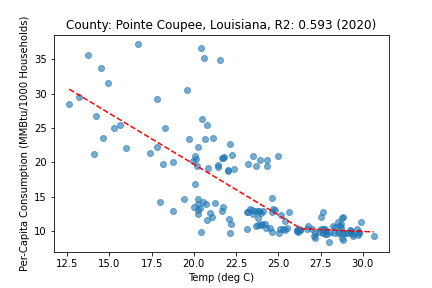 County: Pointe Coupee, Louisiana, R2: 0.593 (2020)
Per-Capita Consumption (MMBtu/1000 Households)
35
30
25
20
15
10
12.5 15.0 17.5 20.0 22.5 25.0 27.5 30.0
Temp (deg C)